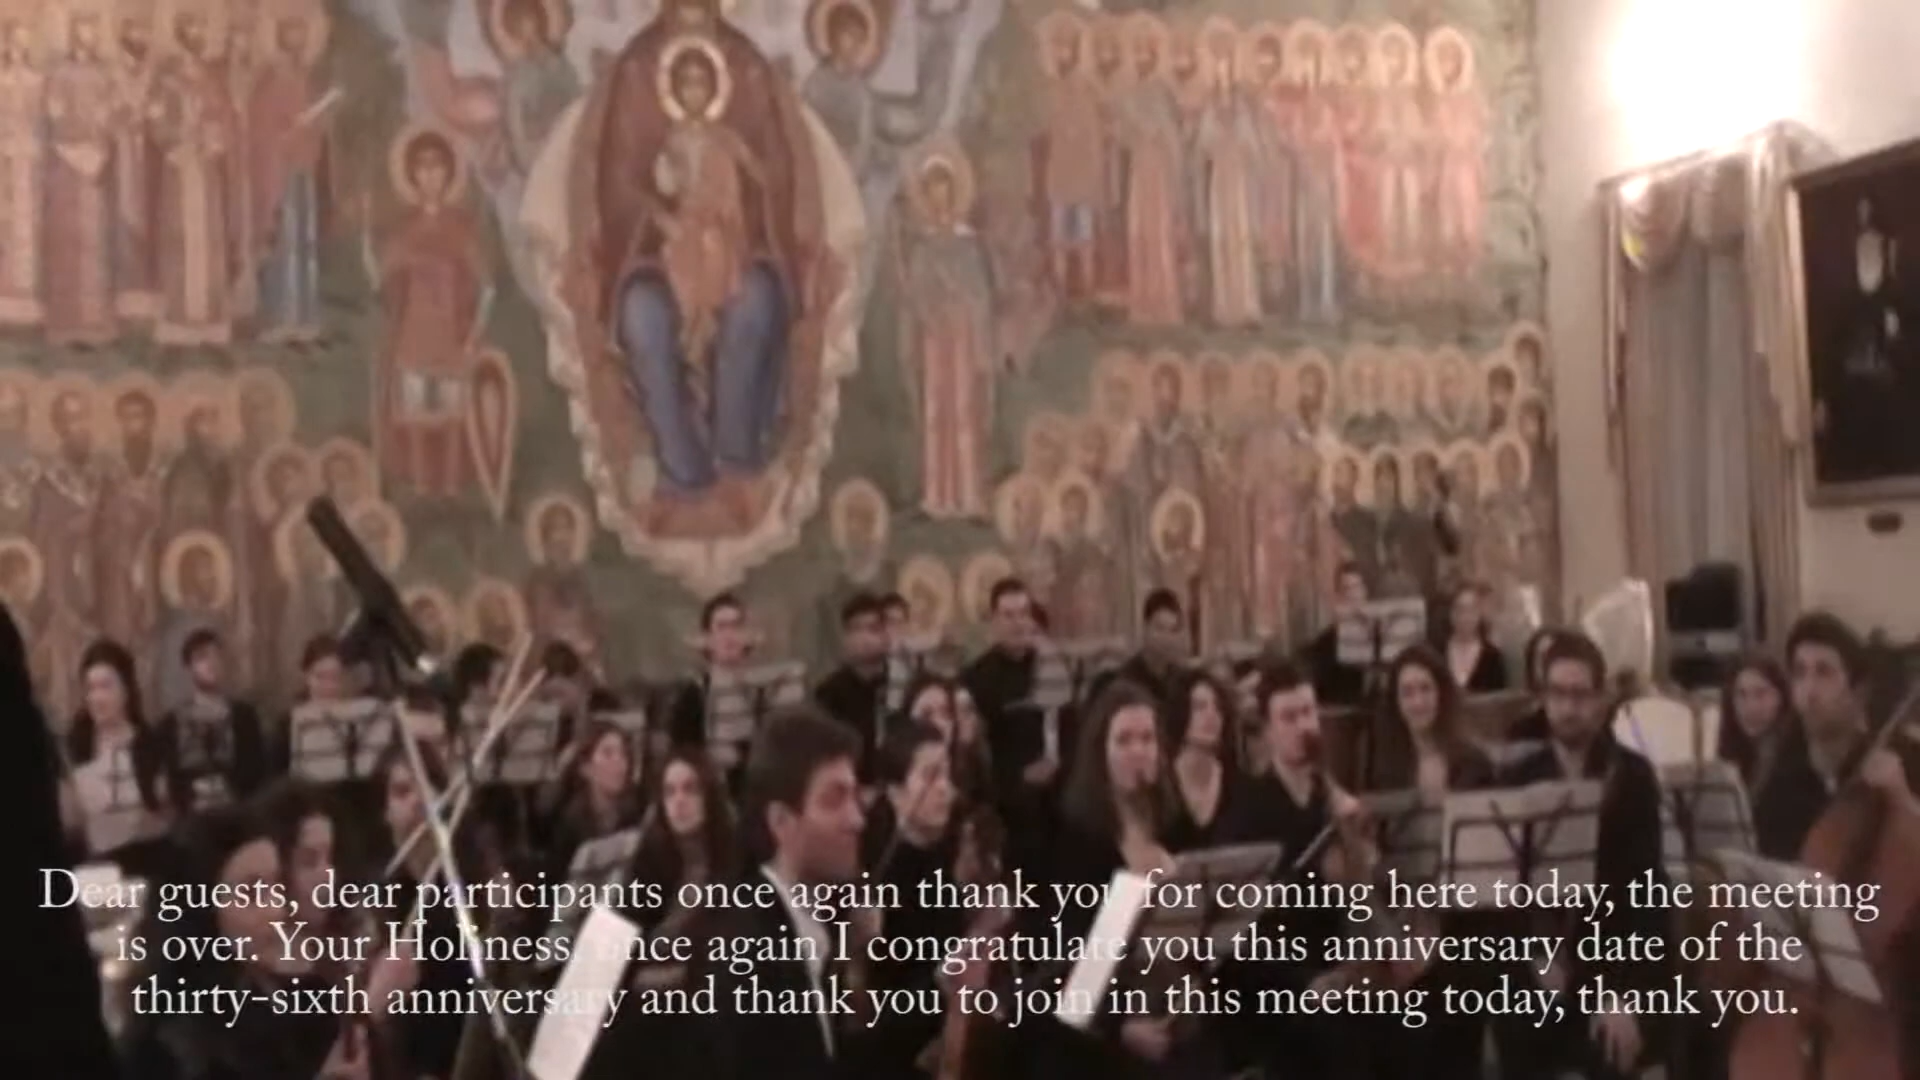 Dear guests, dear participants once again thank you for coming here today, the meeting
is over. Your Holiness, once again I congratulate you this anniversary date of the
thirty-sixth anniversary and thank you to join in this meeting today, thank you.